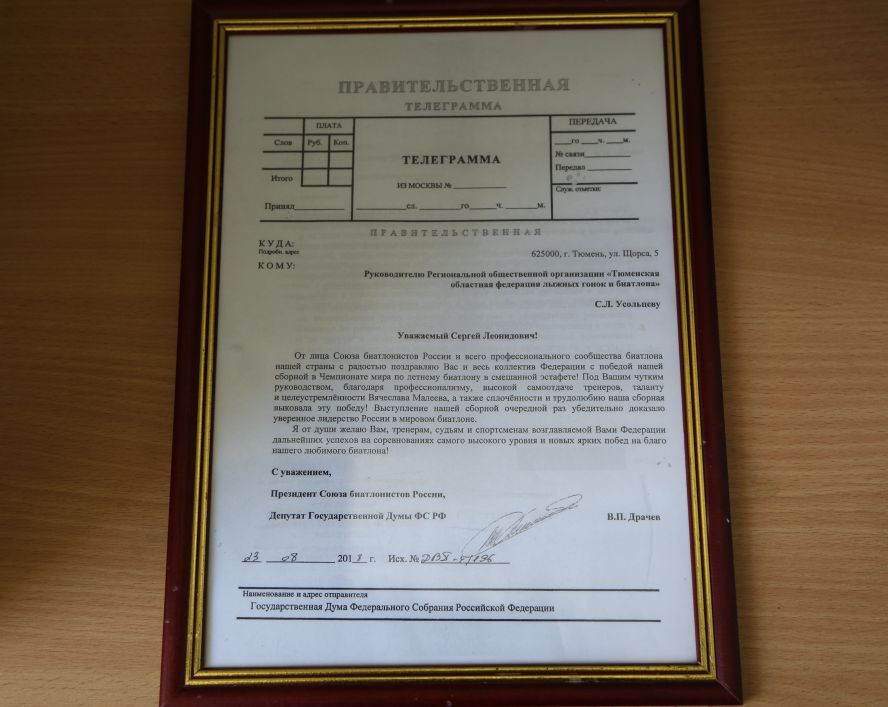 ПРАВИТЕЛЬСТВЕННАЯ
ТЕЛЕГРАММА
ПЛАТА
Слов Руб. Коп.
Итого
Принял
ТЕЛЕГРАММА
ИЗ МОСКВЫ №
сл. го ч. м.
ПЕРЕДАЧА
го ч. м.
№ связи
Передал
Служ. отметки:
ПРАВИТЕЛЬСТВЕННАЯ
КУДА:
Подробн. адрес
625000, г. Тюмень, ул. Щорса, 5
КОМУ:
Руководителю Региональной общественной организации «Тюменская
областная федерация лыжных гонок и биатлона»
С.Л. Усольцеву
Уважаемый Сергей Леонидович!
От лица Союза биатлонистов России и всего профессионального сообщества биатлона
нашей страны с радостью поздравляю Вас и весь коллектив Федерации с победой нашей
сборной в Чемпионате мира по летнему биатлону в смешанной эстафете! Под Вашим чутким
руководством, благодаря профессионализму, высокой самоотдаче тренеров, таланту
и целеустремлённости Вячеслава Малеева, а также сплочённости и трудолюбию наша сборная
выковала эту победу! Выступление нашей сборной очередной раз убедительно доказало
уверенное лидерство России в мировом биатлоне.
Я от души желаю Вам, тренерам, судьям и спортсменам возглавляемой Вами Федерации
дальнейших успехов на соревнованиях самого высокого уровня и новых ярких побед на благо
нашего любимого биатлона!
С уважением,
Президент Союза биатлонистов России,
Депутат Государственной Думы ФС РФ В.П. Драчев
23 08 2018 г. Исх. №
Наименование и адрес отправителя
Государственная Дума Федерального Собрания Российской Федерации